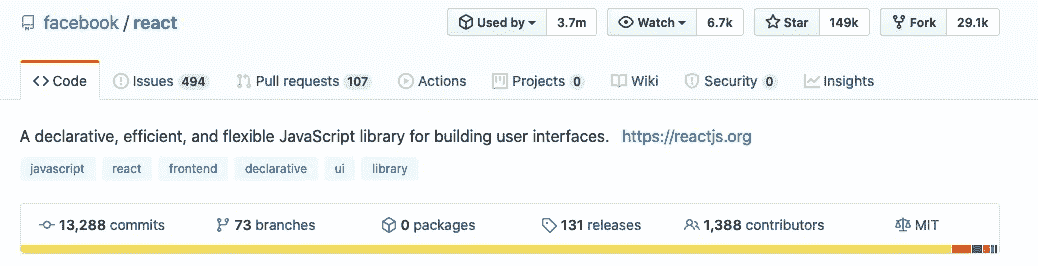 facebook / react Used by 3.7m Watch 6.7k Star 149k Fork 29.1k
Code Issues 494 Pull requests 107 Actions Projects 0 Wiki Security 0 Insights
A declarative, efficient, and flexible JavaScript library for building user interfaces. https://reactjs.org
javascript react frontend declarative ui library
13,288 commits 73 branches 0 packages 131 releases 1,388 contributors MIT